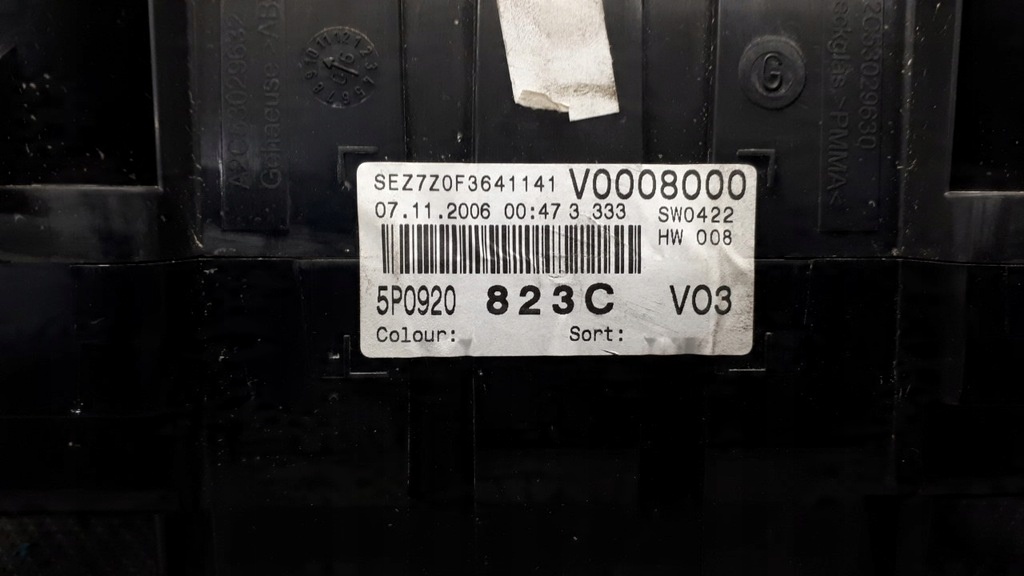 SEZ7Z0F3641141 V0008000
07.11.2006 00:47 3 333 SW0422
HW 008
5P0920 823C V03
Colour: Sort:
G